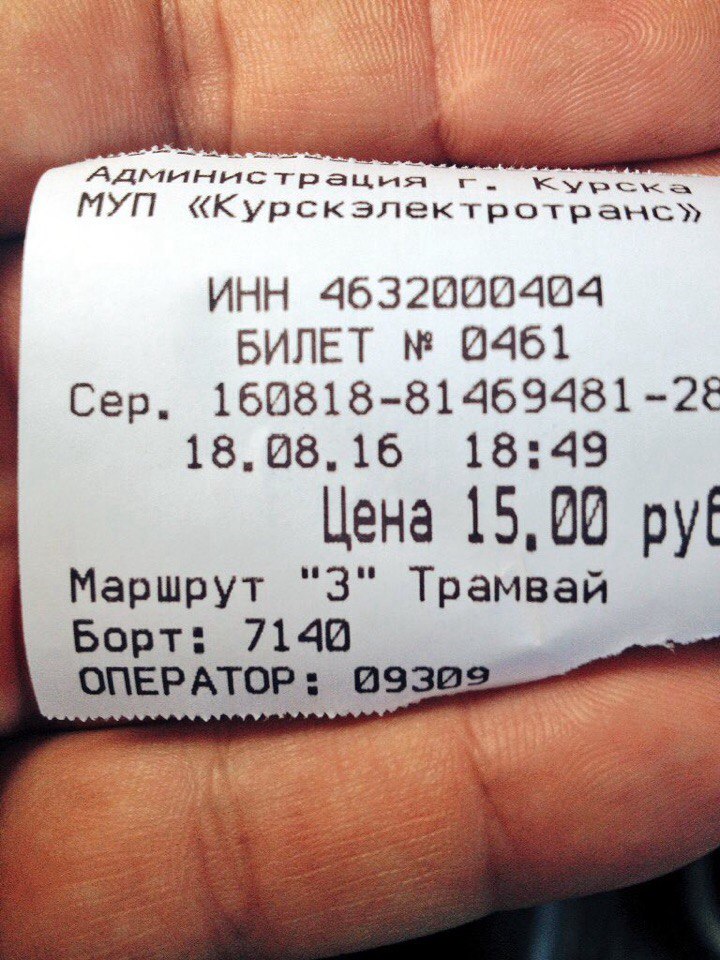 Администрация г. Курска
МУП «Курскэлектротранс»
ИНН 4632000404
БИЛЕТ № 0461
Сер. 160818-81469481-28
18.08.16 18:49
Цена 15.00 руб
Маршрут "3" Трамвай
Борт: 7140
ОПЕРАТОР: 09309